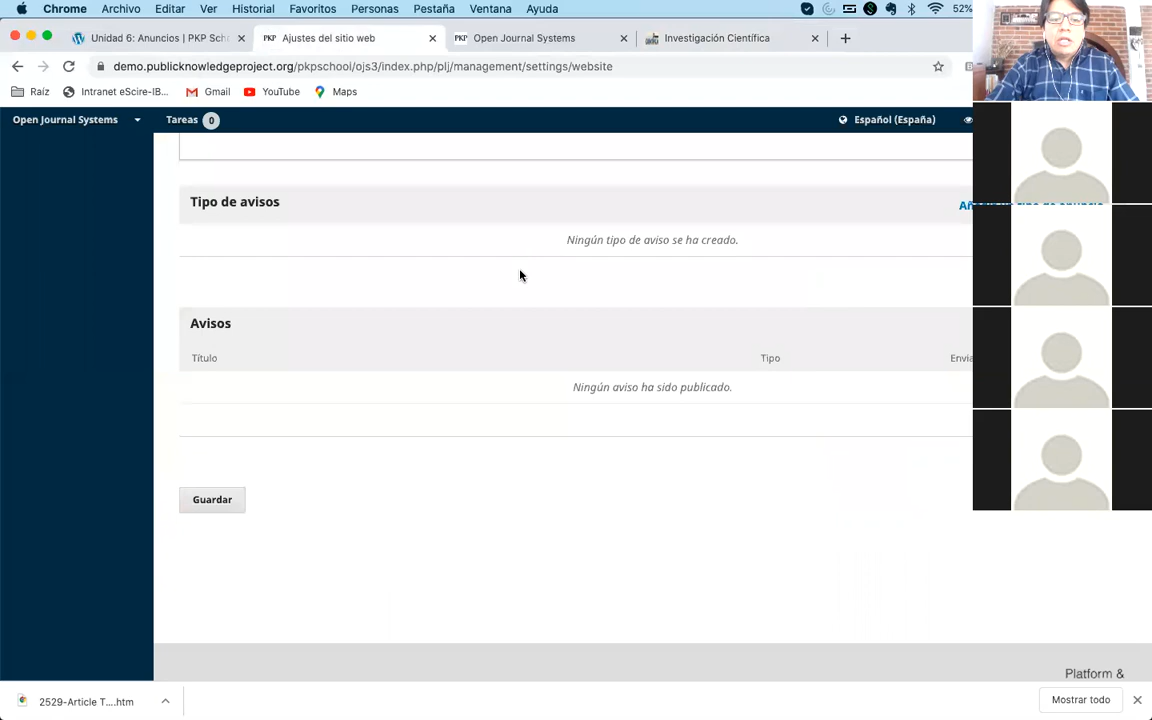 Chrome Archivo Editar Ver Historial Favoritos Personas Pestaña Ventana Ayuda 52%
Unidad 6: Anuncios | PKP Sch
PKP Ajustes del sitio web
PKP Open Journal Systems
Investigación Científica
demo.publicknowledgeproject.org/pkpschool/ojs3/index.php/plj/management/settings/website
Raíz Intranet eScire-IB... Gmail YouTube Maps
Open Journal Systems Tareas 0 Español (España)
Tipo de avisos
Ningún tipo de aviso se ha creado.
Avisos
Título Tipo Envia
Ningún aviso ha sido publicado.
Guardar
Platform &
2529-Article T....htm Mostrar todo